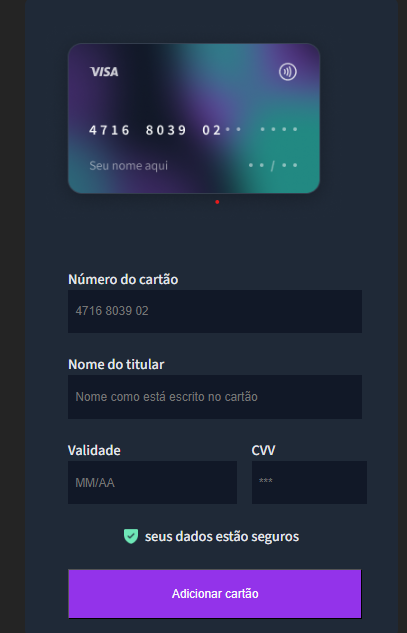 VISA
4716 8039 02•• ••••
Seu nome aqui ••/••
Número do cartão
4716 8039 02
Nome do titular
Nome como está escrito no cartão
Validade CVV
MM/AA ***
seus dados estão seguros
Adicionar cartão